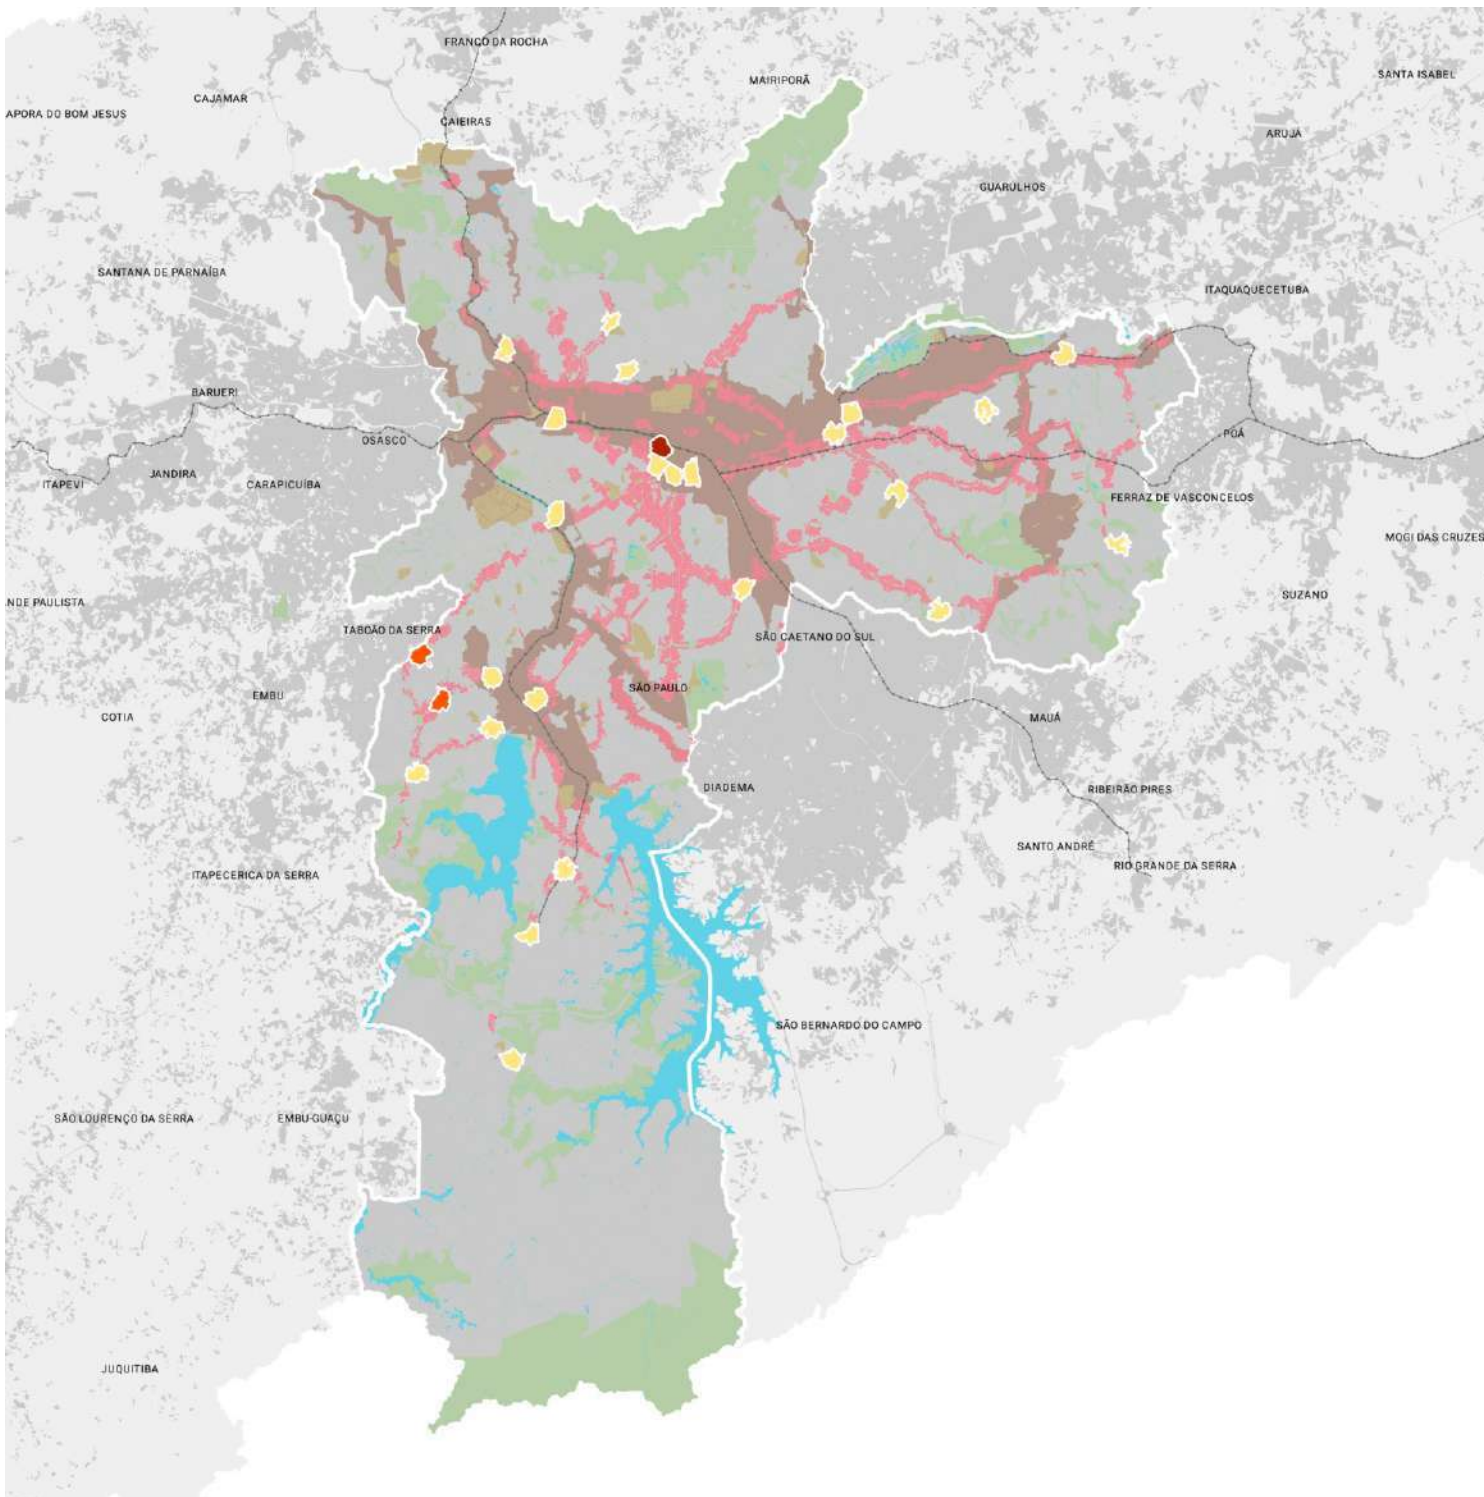 FRANCO DA ROCHA
SANTA ISABEL
MAIRIPORÃ
CAJAMAR
APORA DO BOM JESUS
CAIEIRAS
ARUJÁ
GUARULHOS
SANTANA DE PARNAÍBA
ITAQUAQUECETUBA
BARUERI
OSASCO
POÁ
JANDIRA
ITAPEVI
CARAPICUÍBA
FERRAZ DE VASCONCELOS
MOGI DAS CRUZES
SUZANO
NDE PAULISTA
TABOÃO DA SERRA
SÃO CAETANO DO SUL
SÃO PAULO
EMBU
COTIA
MAUÁ
DIADEMA
RIBEIRÃO PIRES
SANTO ANDRÉ
RIO GRANDE DA SERRA
ITAPECERICA DA SERRA
SÃO BERNARDO DO CAMPO
SÃO LOURENÇO DA SERRA
EMBU-GUAÇU
JUQUITIBA